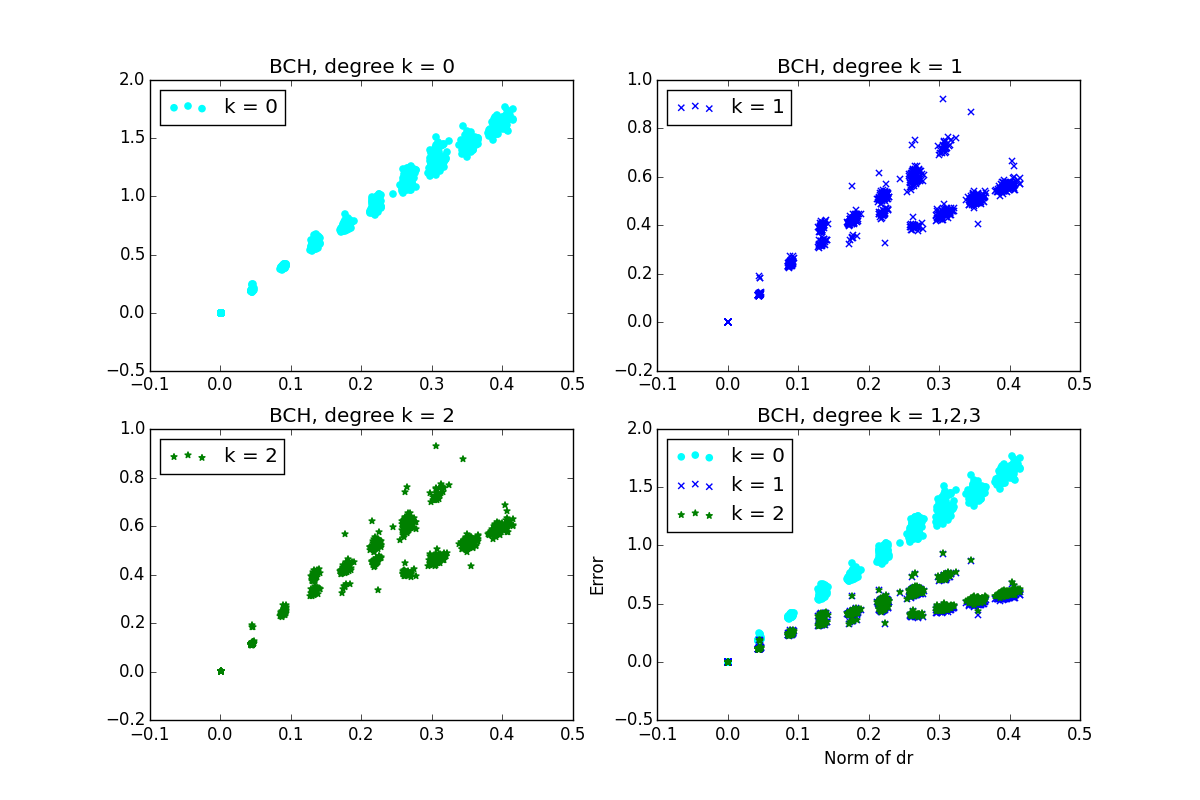 BCH, degree k = 0
2.0
1.5
1.0
0.5
0.0
−0.5
−0.1 0.0 0.1 0.2 0.3 0.4 0.5
k = 0
BCH, degree k = 1
1.0
0.8
0.6
0.4
0.2
0.0
−0.2
−0.1 0.0 0.1 0.2 0.3 0.4 0.5
k = 1
BCH, degree k = 2
1.0
0.8
0.6
0.4
0.2
0.0
−0.2
−0.1 0.0 0.1 0.2 0.3 0.4 0.5
k = 2
BCH, degree k = 1,2,3
2.0
1.5
1.0
0.5
0.0
−0.5
−0.1 0.0 0.1 0.2 0.3 0.4 0.5
k = 0
k = 1
k = 2
Error
Norm of dr